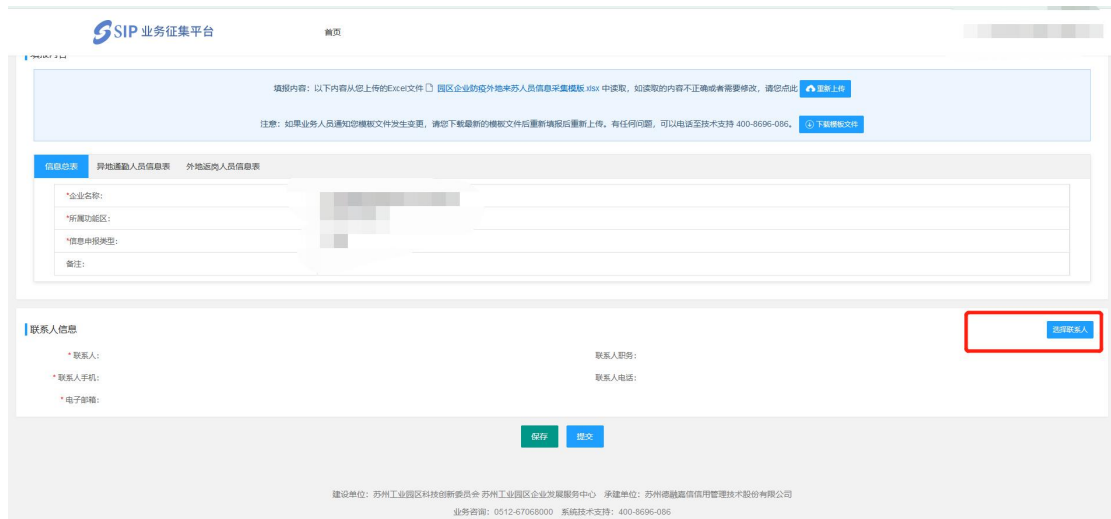 SIP 业务征集平台 首页
填报内容
填报内容：以下内容从您上传的Excel文件 园区企业防疫外地来苏人员信息采集模版.xlsx 中读取，如读取的内容不正确或者需要修改，请您点此 重新上传
注意：如果业务人员通知您模板文件发生变更，请您下载最新的模板文件后重新填报后重新上传。有任何问题，可以电话至技术支持 400-8696-086。 下载模板文件
信息总表 异地通勤人员信息表 外地返岗人员信息表
*企业名称：
*所属功能区：
*信息申报类型：
备注：
联系人信息 选择联系人
* 联系人： 联系人职务：
* 联系人手机： 联系人电话：
* 电子邮箱：
保存 提交
建设单位：苏州工业园区科技创新委员会 苏州工业园区企业发展服务中心 承建单位：苏州德融嘉信信用管理技术股份有限公司
业务咨询：0512-67068000 系统技术支持：400-8696-086